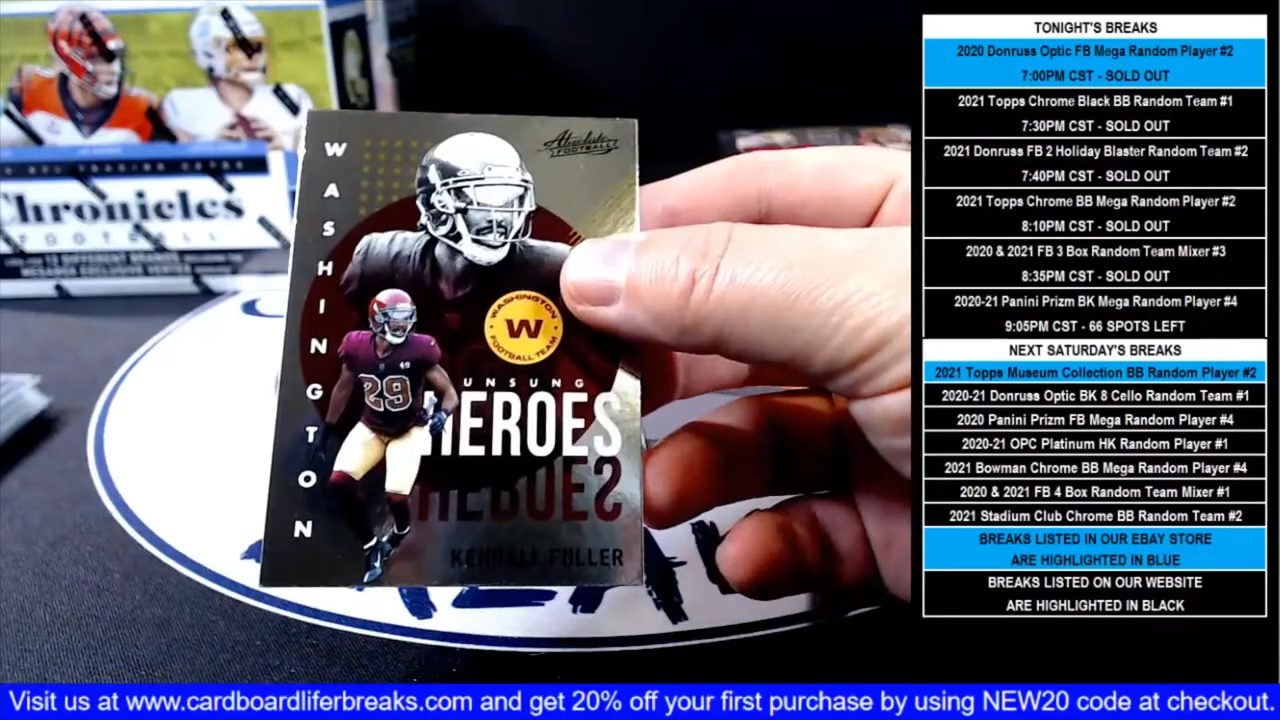 Chronicles
FOOTBALL
WASHINGTON
Absolute
FOOTBALL
WASHINGTON
W
FOOTBALL TEAM
29
49
UNSUNG
HEROES
HEROES
KENDALL FULLER
TONIGHT'S BREAKS
2020 Donruss Optic FB Mega Random Player #2
7:00PM CST - SOLD OUT
2021 Topps Chrome Black BB Random Team #1
7:30PM CST - SOLD OUT
2021 Donruss FB 2 Holiday Blaster Random Team #2
7:40PM CST - SOLD OUT
2021 Topps Chrome BB Mega Random Player #2
8:10PM CST - SOLD OUT
2020 & 2021 FB 3 Box Random Team Mixer #3
8:35PM CST - SOLD OUT
2020-21 Panini Prizm BK Mega Random Player #4
9:05PM CST - 66 SPOTS LEFT
NEXT SATURDAY'S BREAKS
2021 Topps Museum Collection BB Random Player #2
2020-21 Donruss Optic BK 8 Cello Random Team #1
2020 Panini Prizm FB Mega Random Player #4
2020-21 OPC Platinum HK Random Player #1
2021 Bowman Chrome BB Mega Random Player #4
2020 & 2021 FB 4 Box Random Team Mixer #1
2021 Stadium Club Chrome BB Random Team #2
BREAKS LISTED IN OUR EBAY STORE
ARE HIGHLIGHTED IN BLUE
BREAKS LISTED ON OUR WEBSITE
ARE HIGHLIGHTED IN BLACK
Visit us at www.cardboardliferbreaks.com and get 20% off your first purchase by using NEW20 code at checkout.